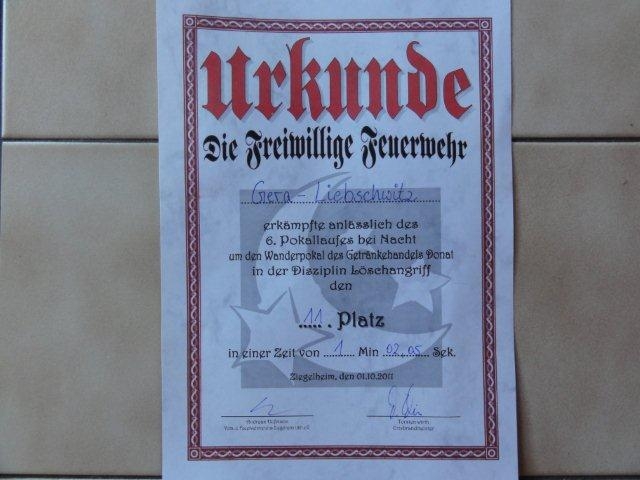 Urkunde
Die Freiwillige Feuerwehr
Gera - Liebschwitz
erkämpfte anlässlich des
6. Pokallaufes bei Nacht
um den Wanderpokal des Getränkehandels Donat
in der Disziplin Löschangriff
den
11. Platz
in einer Zeit von 1 Min 02,05 Sek.
Ziegelheim, den 01.10.2011
Ortsbrandmeister